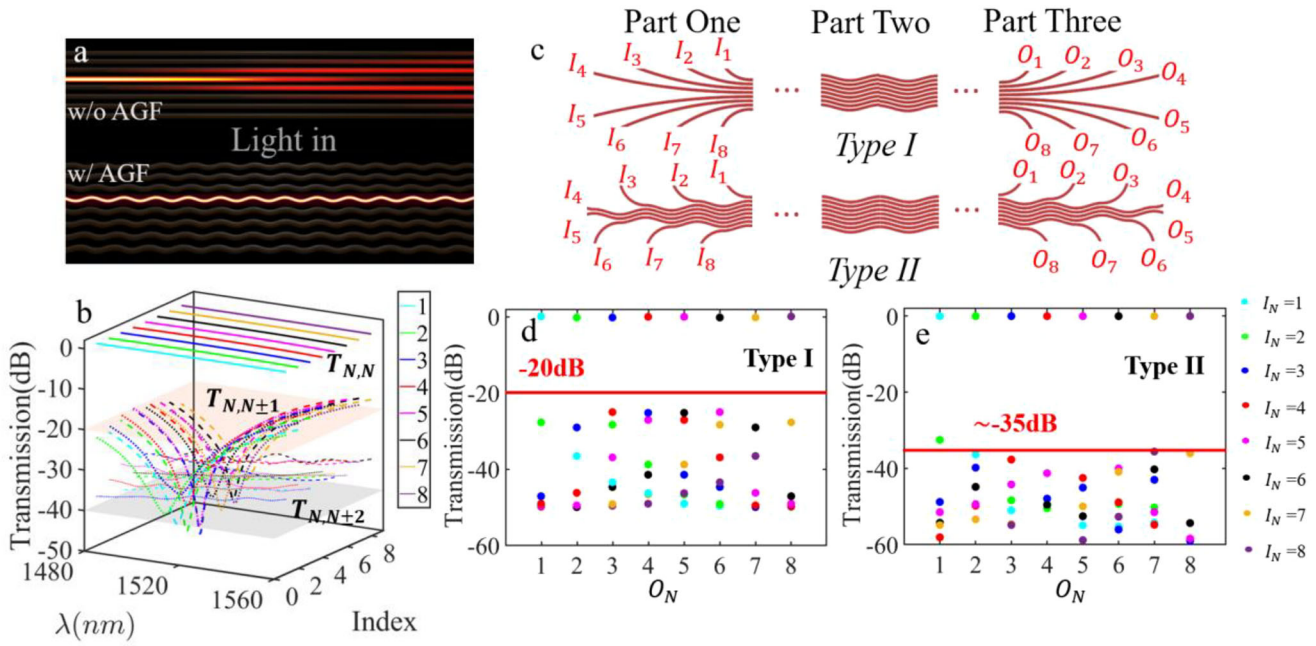 a
w/o AGF
Light in
w/ AGF
Part One Part Two Part Three
c
I4 I3 I2 I1
I5 I6 I7 I8
... ...
Type I
O1 O2 O3 O4
O5 O6 O7 O8
I4 I3 I2 I1
I5 I6 I7 I8
... ...
Type II
O1 O2 O3 O4
O5 O6 O7 O8
b
Transmission(dB)
0
-10
-20
-30
-40
-50
1480 1520 1560
λ(nm)
0 2 4 6 8
Index
T_{N,N}
T_{N,N±1}
T_{N,N±2}
1
2
3
4
5
6
7
8
d
Type I
-20dB
Transmission(dB)
0
-20
-40
-60
1 2 3 4 5 6 7 8
O_N
e
Type II
~-35dB
Transmission(dB)
0
-20
-40
-60
1 2 3 4 5 6 7 8
O_N
I_N =1
I_N =2
I_N =3
I_N =4
I_N =5
I_N =6
I_N =7
I_N =8